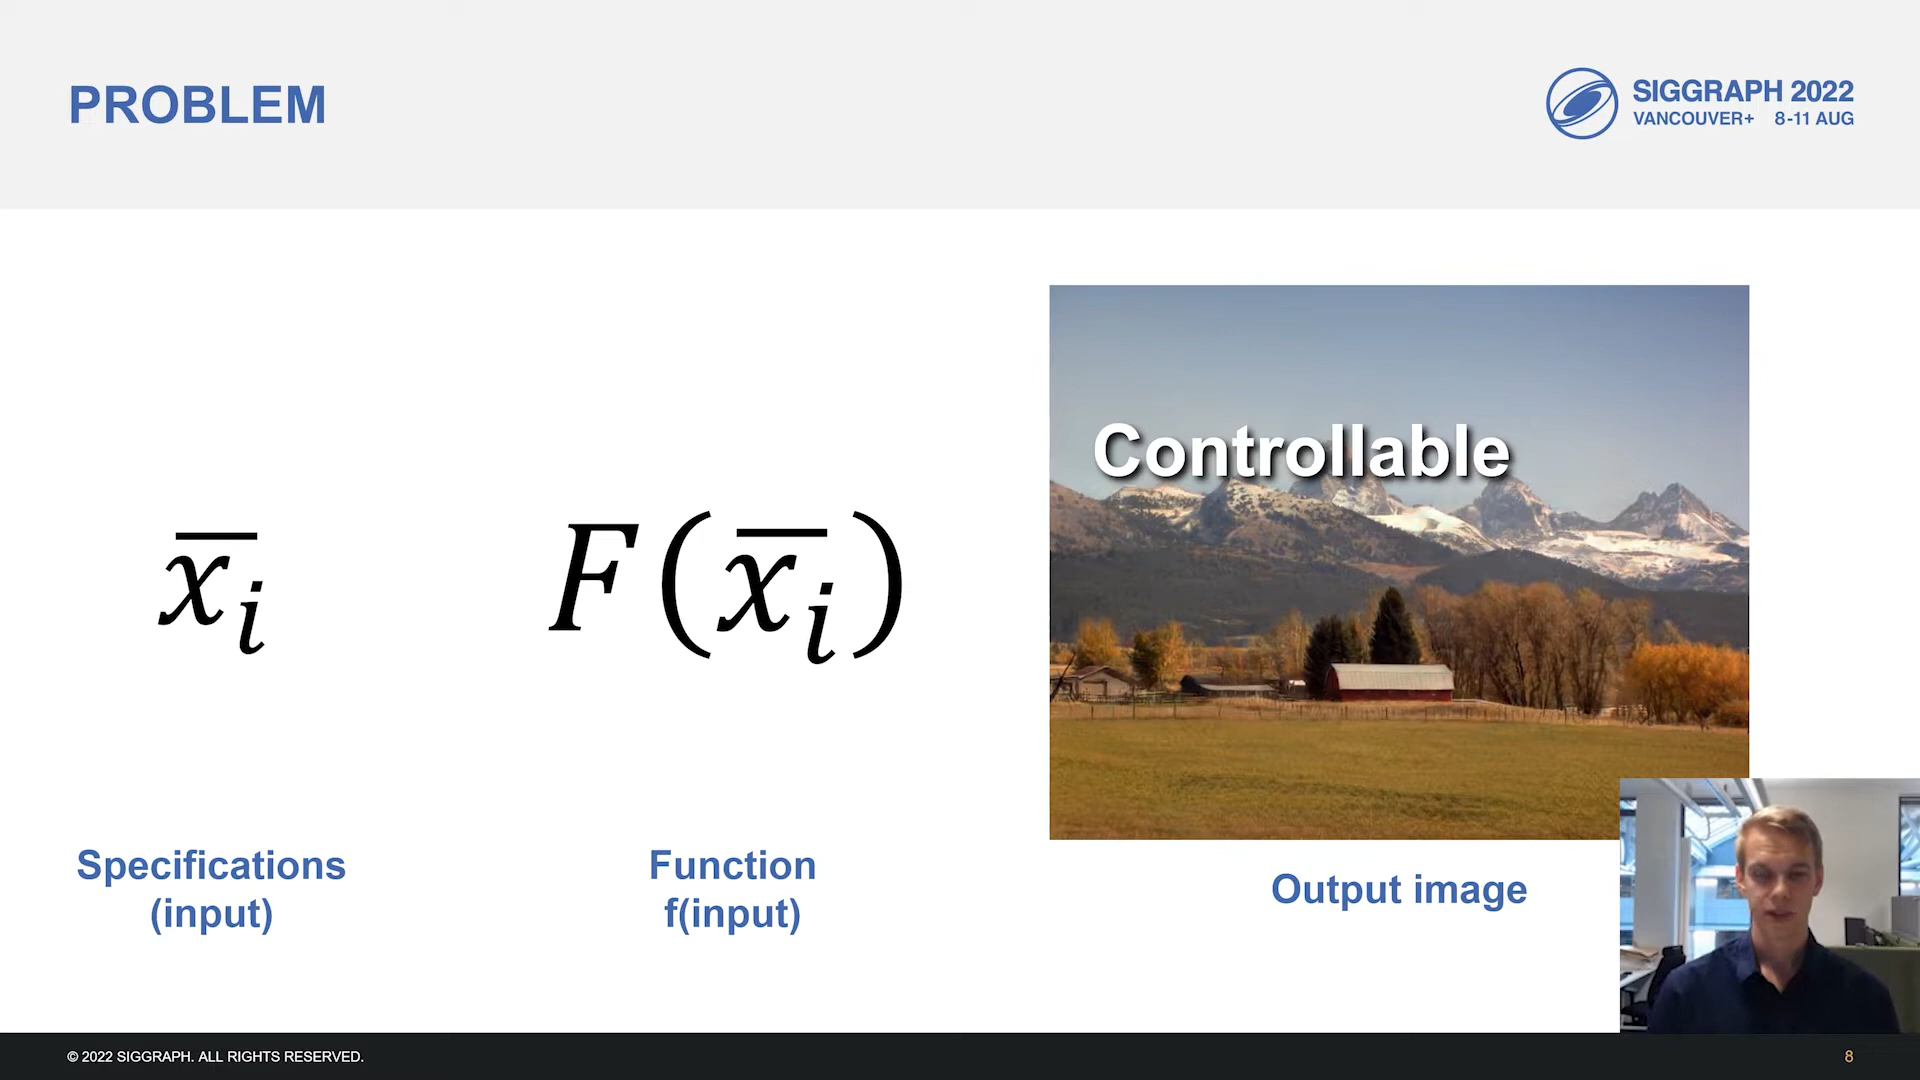 PROBLEM
SIGGRAPH 2022
VANCOUVER+ 8-11 AUG
Controllable
x̅ᵢ
F(x̅ᵢ)
Specifications
(input)
Function
f(input)
Output image
© 2022 SIGGRAPH. ALL RIGHTS RESERVED.
8